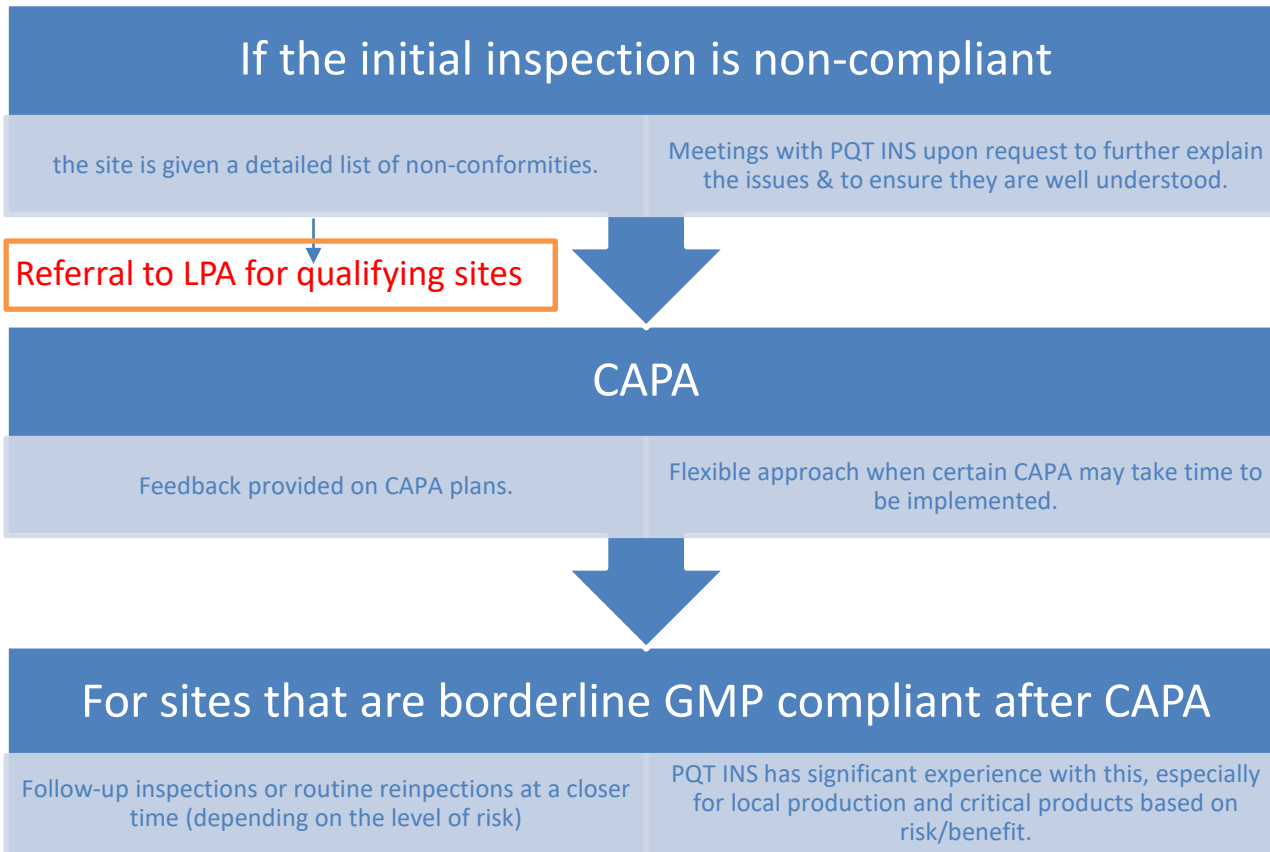 If the initial inspection is non-compliant
the site is given a detailed list of non-conformities.
Meetings with PQT INS upon request to further explain
the issues & to ensure they are well understood.
Referral to LPA for qualifying sites
CAPA
Feedback provided on CAPA plans.
Flexible approach when certain CAPA may take time to
be implemented.
For sites that are borderline GMP compliant after CAPA
Follow-up inspections or routine reinpections at a closer
time (depending on the level of risk)
PQT INS has significant experience with this, especially
for local production and critical products based on
risk/benefit.